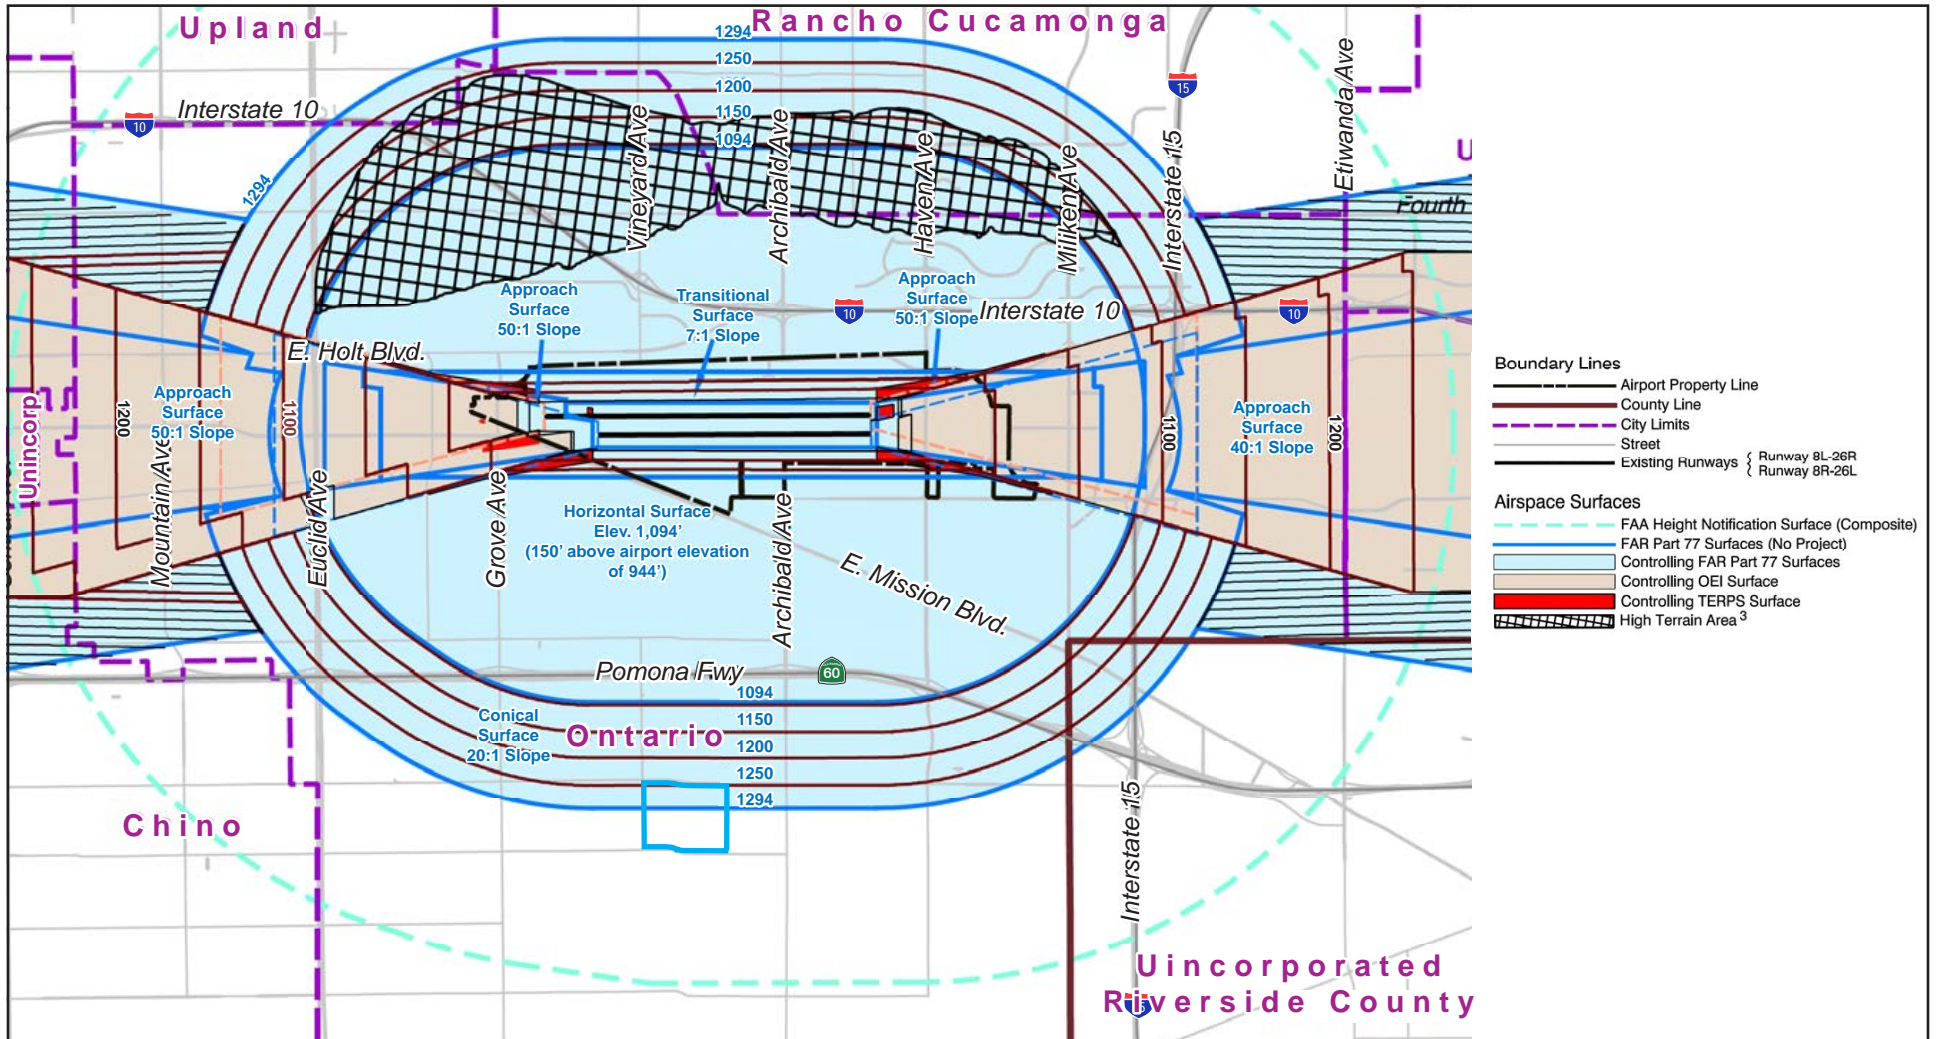 Upland
Rancho Cucamonga
1294
1250
1200
1150
1094
1294
Interstate 10
10
15
Vineyard Ave
Archibald Ave
Haven Ave
Milliken Ave
Interstate 15
Etiwanda Ave
U
Fourth
Approach
Surface
50:1 Slope
Transitional
Surface
7:1 Slope
Approach
Surface
50:1 Slope
Interstate 10
10
10
E. Holt Blvd.
Approach
Surface
50:1 Slope
Unincorp
1200
1100
Mountain Ave
Euclid Ave
Grove Ave
Approach
Surface
40:1 Slope
1100
1200
Horizontal Surface
Elev. 1,094'
(150' above airport elevation
of 944')
Archibald Ave
E. Mission Blvd.
Pomona Fwy
60
1094
1150
1200
1250
1294
Conical
Surface
20:1 Slope
Ontario
Chino
Interstate 15
Uincorporated
Riverside County
Boundary Lines
Airport Property Line
County Line
City Limits
Street
Existing Runways { Runway 8L-26R
Runway 8R-26L
Airspace Surfaces
FAA Height Notification Surface (Composite)
FAR Part 77 Surfaces (No Project)
Controlling FAR Part 77 Surfaces
Controlling OEI Surface
Controlling TERPS Surface
High Terrain Area 3